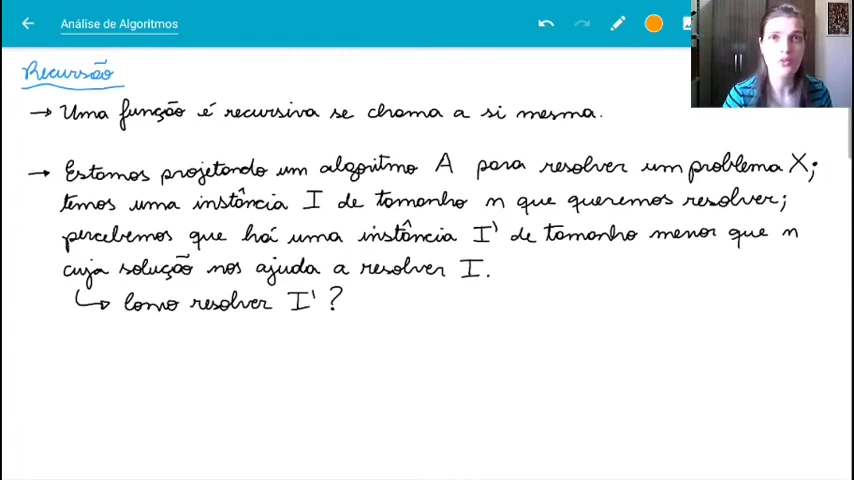 Análise de Algoritmos
Recursão
→ Uma função é recursiva se chama a si mesma.
→ Estamos projetando um algoritmo A para resolver um problema X;
temos uma instância I de tamanho n que queremos resolver;
percebemos que há uma instância I' de tamanho menor que n
cuja solução nos ajuda a resolver I.
↳ Como resolver I' ?